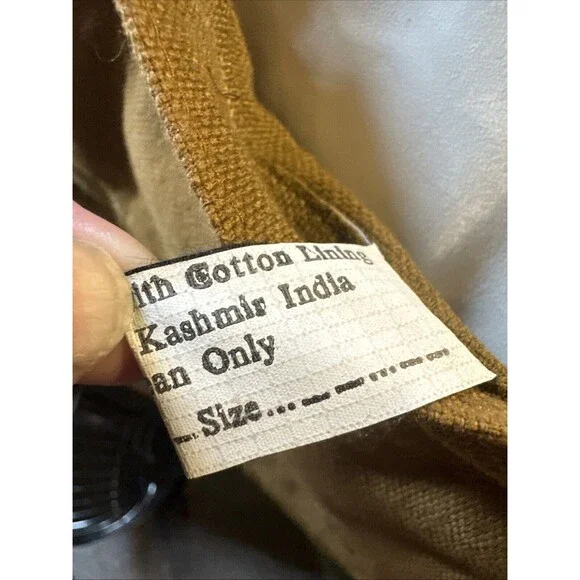 ith Cotton Lining
Kashmir India
an Only
Size...